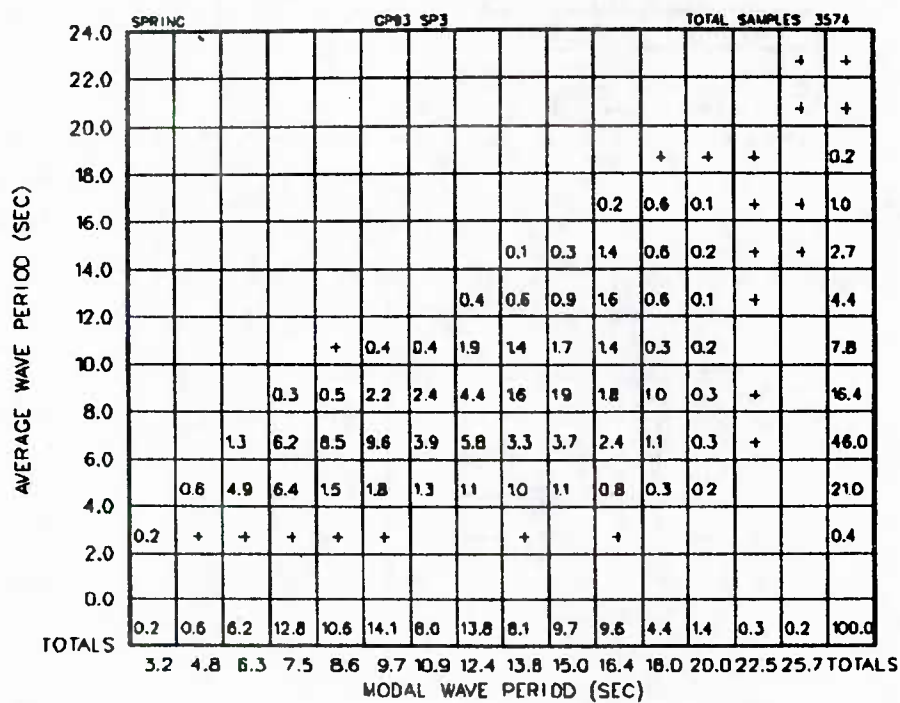 SPRING CP83 SP3 TOTAL SAMPLES 3574
24.0
+ +
22.0
+ +
20.0
+ + + 0.2
18.0
0.2 0.6 0.1 + + 1.0
16.0
0.1 0.3 1.4 0.6 0.2 + + 2.7
14.0
0.4 0.6 0.9 1.6 0.6 0.1 + 4.4
12.0
+ 0.4 0.4 1.9 1.4 1.7 1.4 0.3 0.2 7.8
10.0
0.3 0.5 2.2 2.4 4.4 1.6 1.9 1.8 1.0 0.3 + 16.4
8.0
1.3 6.2 8.5 9.6 3.9 5.8 3.3 3.7 2.4 1.1 0.3 + 46.0
6.0
0.6 4.9 6.4 1.5 1.8 1.3 1.1 1.0 1.1 0.8 0.3 0.2 21.0
4.0
0.2 + + + + + + + 0.4
2.0
0.0
TOTALS 0.2 0.6 6.2 12.8 10.6 14.1 8.0 13.8 8.1 9.7 9.6 4.4 1.4 0.3 0.2 100.0
3.2 4.8 6.3 7.5 8.6 9.7 10.9 12.4 13.8 15.0 16.4 18.0 20.0 22.5 25.7 TOTALS
MODAL WAVE PERIOD (SEC)
AVERAGE WAVE PERIOD (SEC)